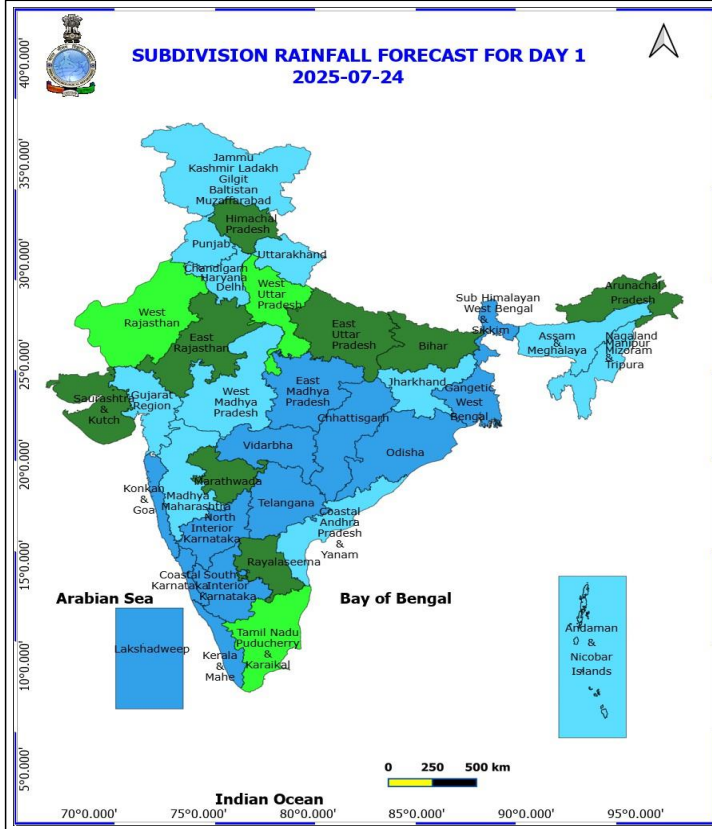 SUBDIVISION RAINFALL FORECAST FOR DAY 1
2025-07-24
40°0.000'
35°0.000'
30°0.000'
25°0.000'
20°0.000'
15°0.000'
10°0.000'
5°0.000'
Jammu
Kashmir Ladakh
Gilgit
Baltistan
Muzaffarabad
Himachal
Pradesh
Punjab
Uttarakhand
Chandigarh
Haryana
Delhi
West
Uttar
Pradesh
West
Rajasthan
East
Rajasthan
East
Uttar
Pradesh
Bihar
Sub Himalayan
West Bengal
&
Sikkim
Arunachal
Pradesh
Assam
&
Meghalaya
Nagaland
Manipur
Mizoram
&
Tripura
Saurashtra
&
Kutch
Gujarat
Region
West
Madhya
Pradesh
East
Madhya
Pradesh
Jharkhand
Gangetic
West
Bengal
Chhattisgarh
Odisha
Vidarbha
Konkan
&
Goa
Madhya
Maharashtra
Marathwada
Telangana
North
Interior
Karnataka
Coastal
Andhra
Pradesh
&
Yanam
Rayalaseema
Coastal
Karnataka
South
Interior
Karnataka
Arabian Sea
Bay of Bengal
Lakshadweep
Kerala
&
Mahe
Tamil Nadu
Puducherry
&
Karaikal
Andaman
&
Nicobar
Islands
0 250 500 km
Indian Ocean
70°0.000' 75°0.000' 80°0.000' 85°0.000' 90°0.000' 95°0.000'